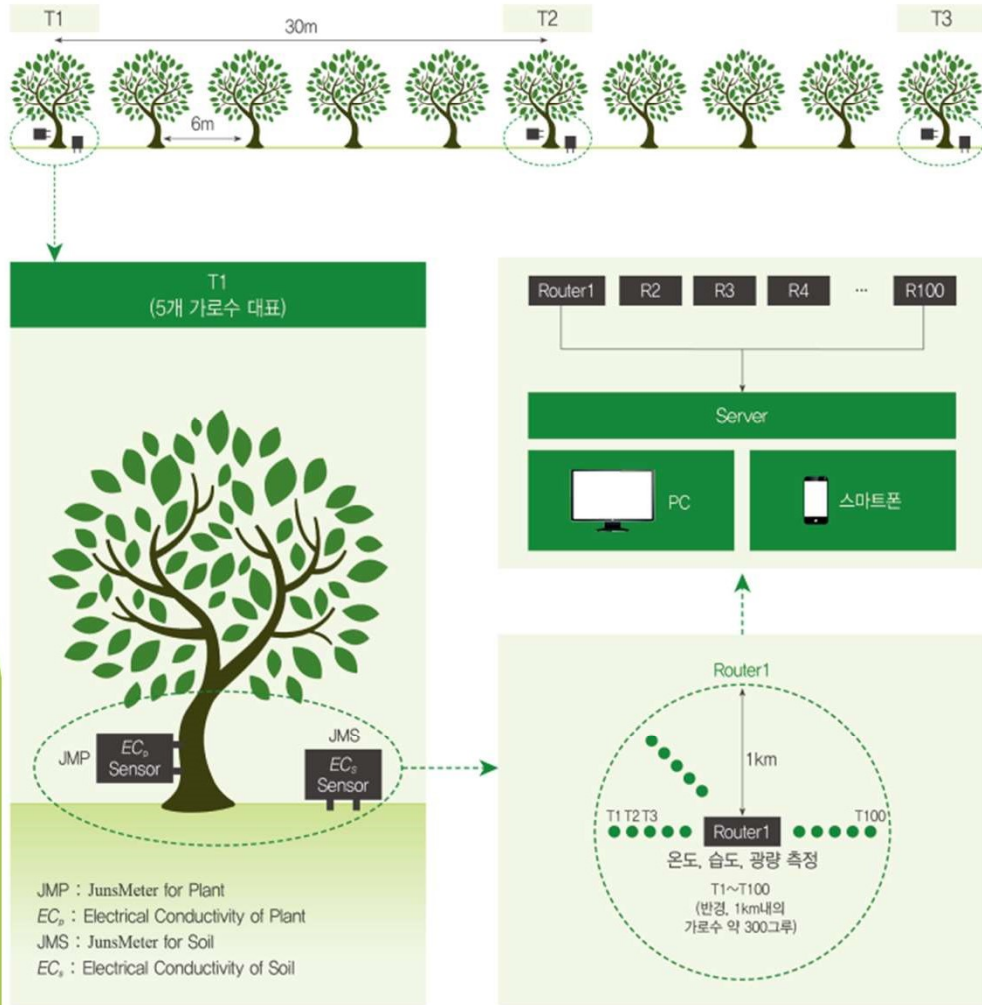 T1
T2
T3
30m
6m
T1
(5개 가로수 대표)
JMP
ECp
Sensor
JMS
ECs
Sensor
JMP : JunsMeter for Plant
ECp : Electrical Conductivity of Plant
JMS : JunsMeter for Soil
ECs : Electrical Conductivity of Soil
Router1
R2
R3
R4
...
R100
Server
PC
스마트폰
Router1
1km
T1 T2 T3
Router1
T100
온도, 습도, 광량 측정
T1~T100
(반경, 1km내의
가로수 약 300그루)